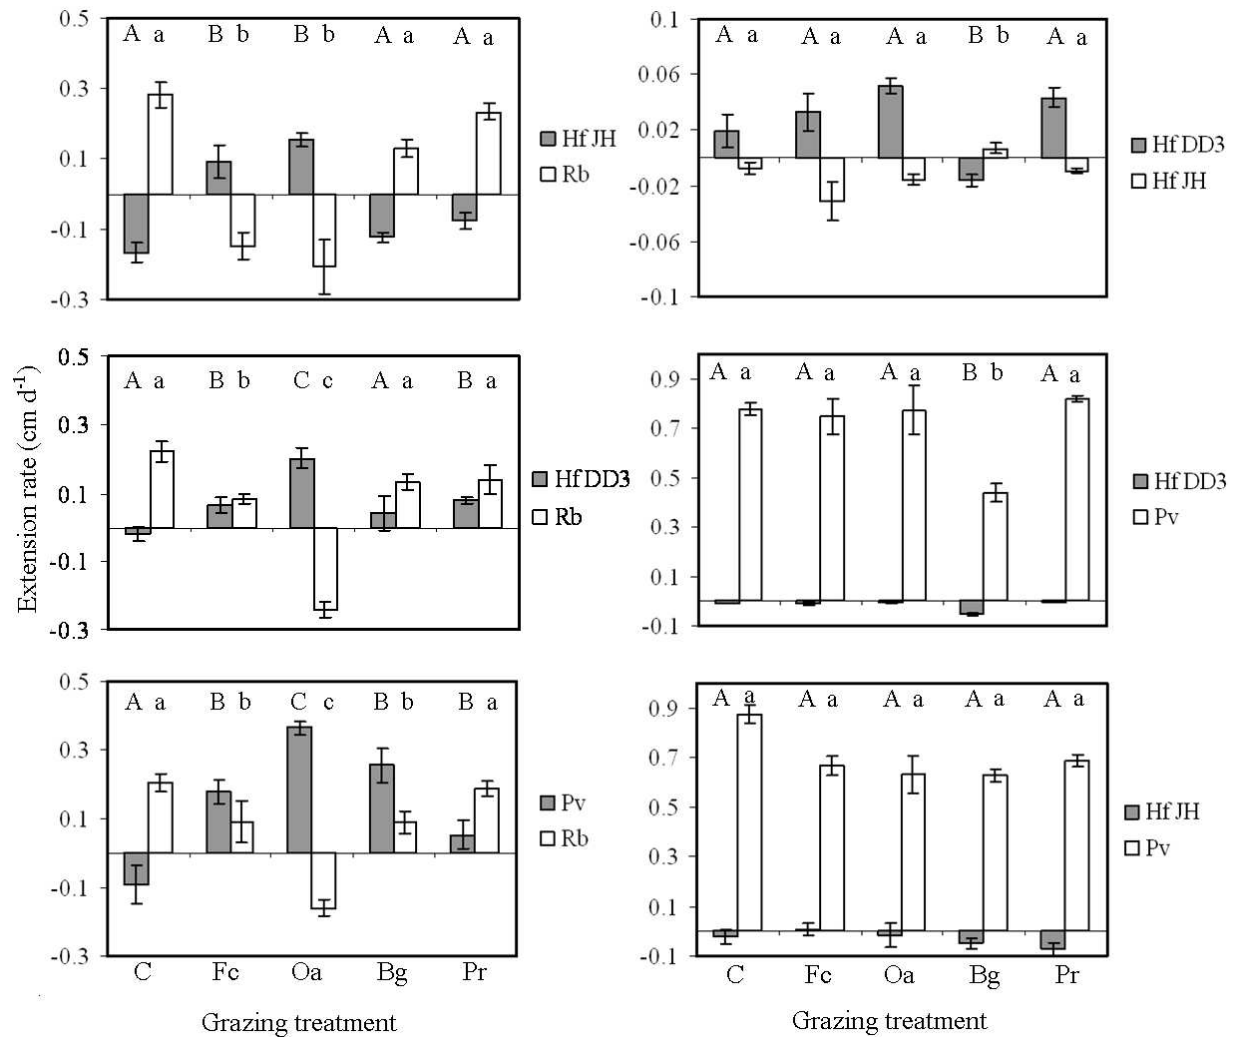 0.5
0.3
0.1
-0.1
-0.3
A a B b B b A a A a
Hf JH
Rb
0.1
0.06
0.02
-0.02
-0.06
-0.1
A a A a A a B b A a
Hf DD3
Hf JH
Extension rate (cm d-1)
0.5
0.3
0.1
-0.1
-0.3
A a B b C c A a B a
Hf DD3
Rb
0.9
0.7
0.5
0.3
0.1
-0.1
A a A a A a B b A a
Hf DD3
Pv
0.5
0.3
0.1
-0.1
-0.3
A a B b C c B b B a
Pv
Rb
C Fc Oa Bg Pr
Grazing treatment
0.9
0.7
0.5
0.3
0.1
-0.1
A a A a A a A a A a
Hf JH
Pv
C Fc Oa Bg Pr
Grazing treatment